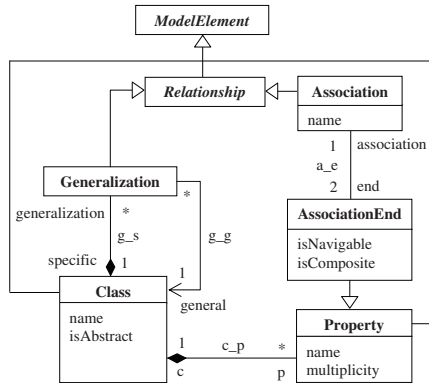 ModelElement
Relationship
Association
name
1
association
a_e
2
end
Generalization
generalization
*
*
g_s
g_g
specific
1
1
general
AssociationEnd
isNavigable
isComposite
Class
name
isAbstract
1
c_p
*
c
p
Property
name
multiplicity